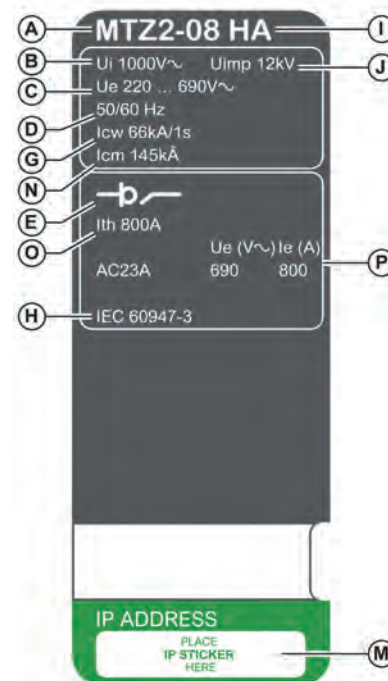 A MTZ2-08 HA I
B Ui 1000V~ Uimp 12kV J
C Ue 220 ... 690V~
D 50/60 Hz
G Icw 66kA/1s
N Icm 145kÂ
E
O Ith 800A
Ue (V~) Ie (A)
AC23A 690 800 P
H IEC 60947-3
IP ADDRESS
PLACE
IP STICKER
HERE
M